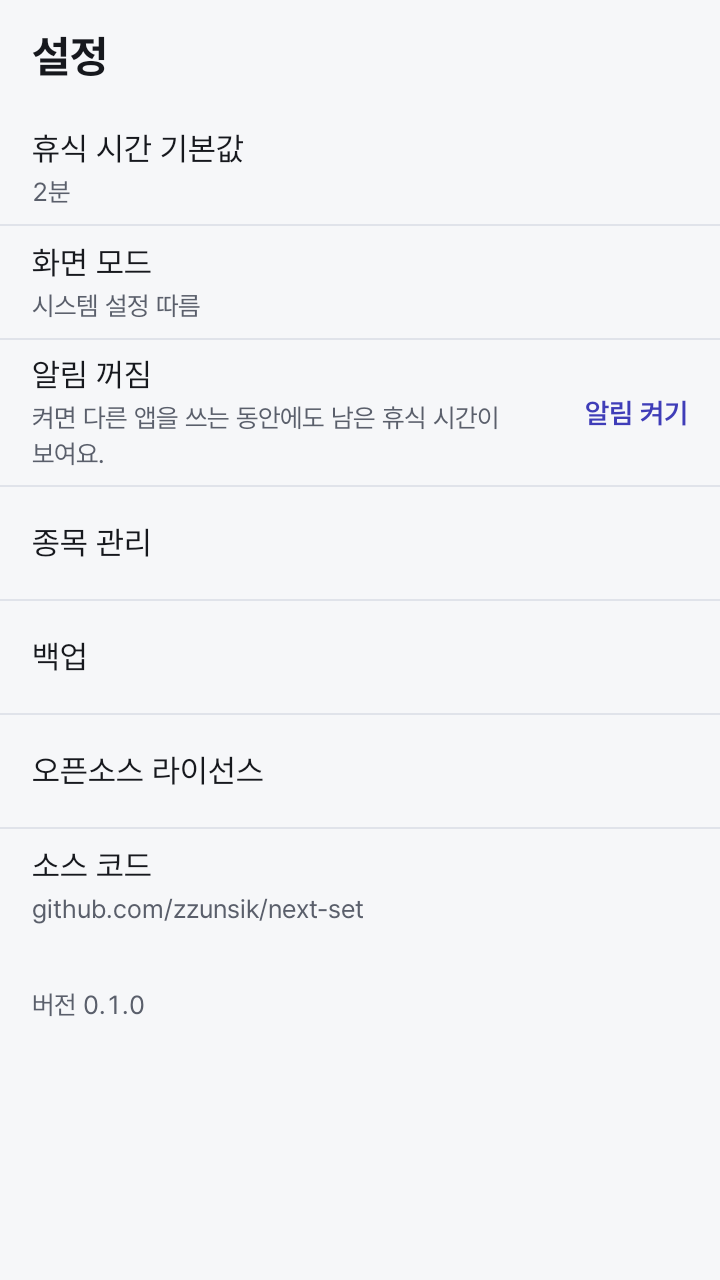 설정
휴식 시간 기본값
2분
화면 모드
시스템 설정 따름
알림 꺼짐
켜면 다른 앱을 쓰는 동안에도 남은 휴식 시간이
보여요.
알림 켜기
종목 관리
백업
오픈소스 라이선스
소스 코드
github.com/zzunsik/next-set
버전 0.1.0